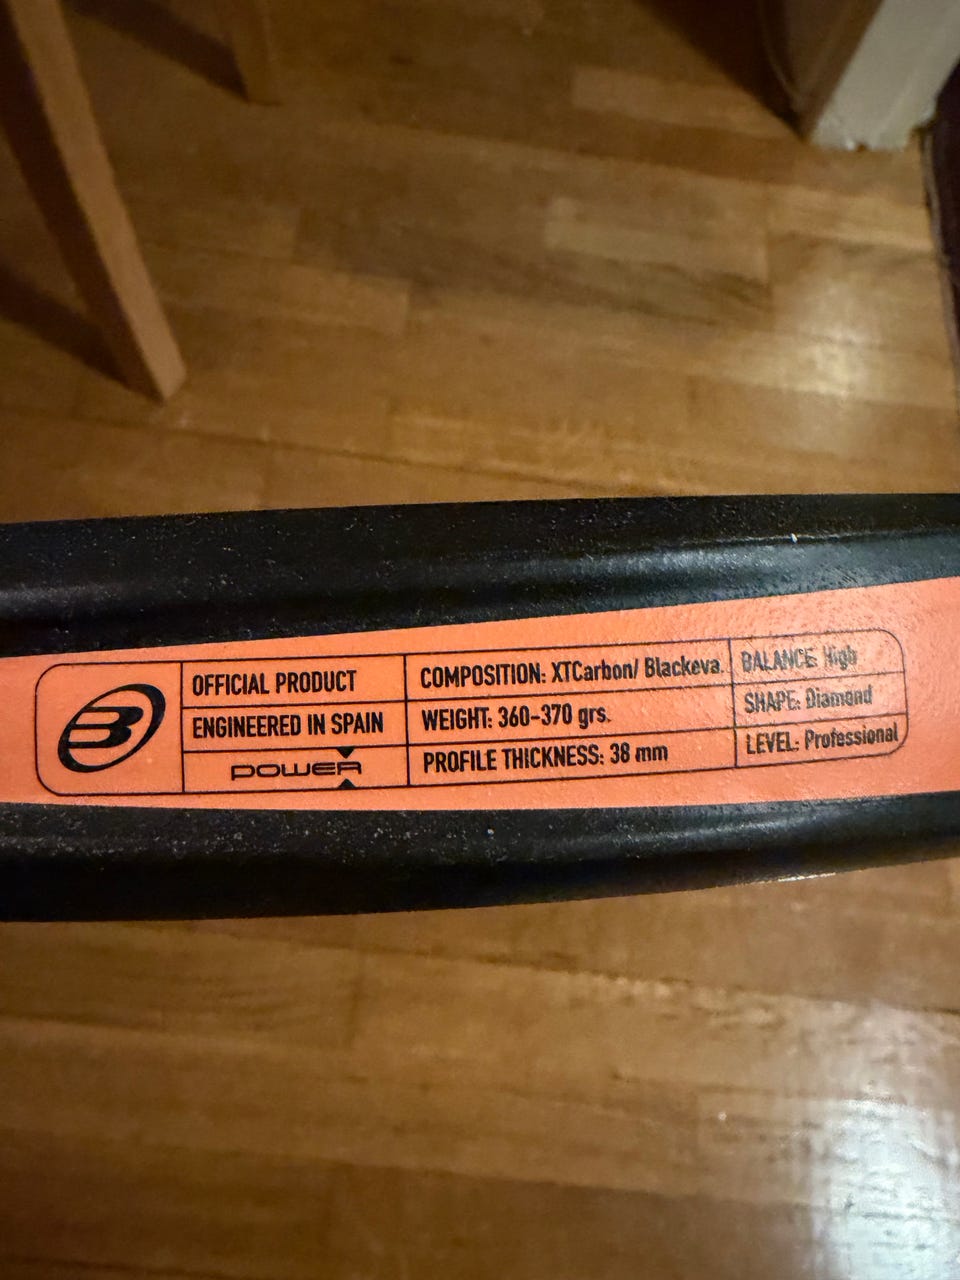 OFFICIAL PRODUCT
ENGINEERED IN SPAIN
POWER
COMPOSITION: XTCarbon/ Blackeva.
WEIGHT: 360-370 grs.
PROFILE THICKNESS: 38 mm
BALANCE: High
SHAPE: Diamond
LEVEL: Professional